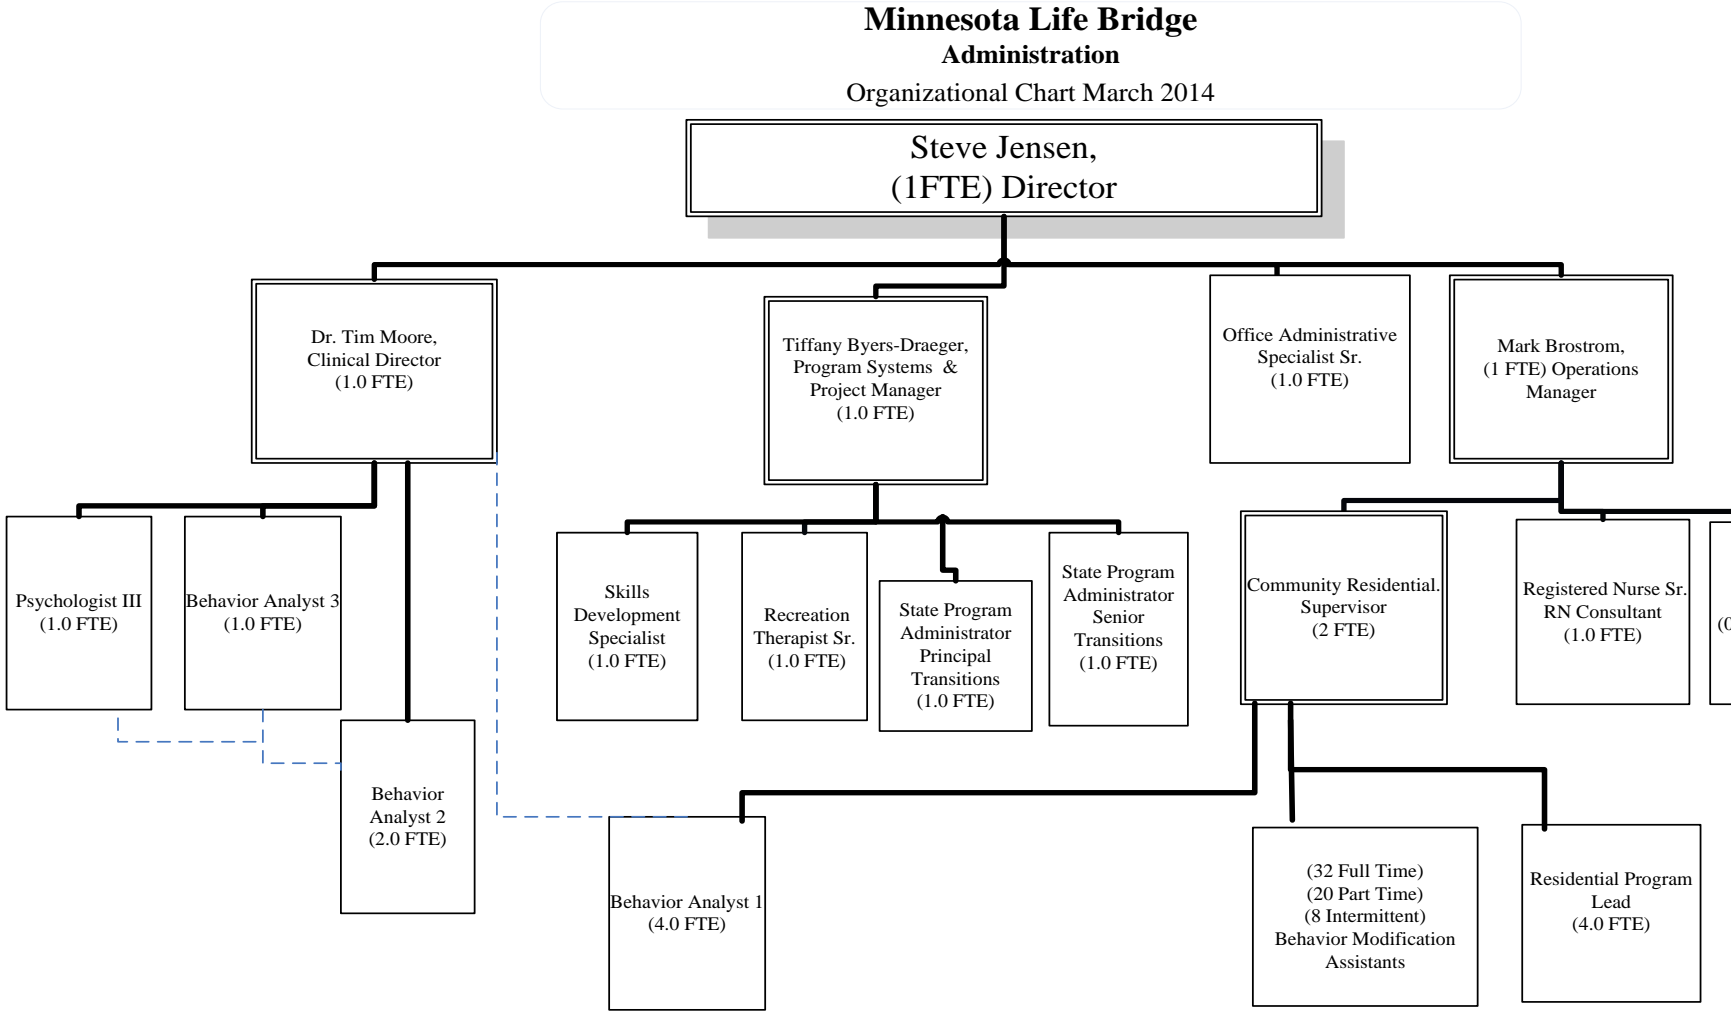 Minnesota Life Bridge
Administration
Organizational Chart March 2014
Steve Jensen,
(1FTE) Director
Dr. Tim Moore,
Clinical Director
(1.0 FTE)
Tiffany Byers-Draeger,
Program Systems &
Project Manager
(1.0 FTE)
Office Administrative
Specialist Sr.
(1.0 FTE)
Mark Brostrom,
(1 FTE) Operations
Manager
Psychologist III
(1.0 FTE)
Behavior Analyst 3
(1.0 FTE)
Skills
Development
Specialist
(1.0 FTE)
Recreation
Therapist Sr.
(1.0 FTE)
State Program
Administrator
Principal
Transitions
(1.0 FTE)
State Program
Administrator
Senior
Transitions
(1.0 FTE)
Community Residential.
Supervisor
(2 FTE)
Registered Nurse Sr.
RN Consultant
(1.0 FTE)
Behavior
Analyst 2
(2.0 FTE)
Behavior Analyst 1
(4.0 FTE)
(32 Full Time)
(20 Part Time)
(8 Intermittent)
Behavior Modification
Assistants
Residential Program
Lead
(4.0 FTE)